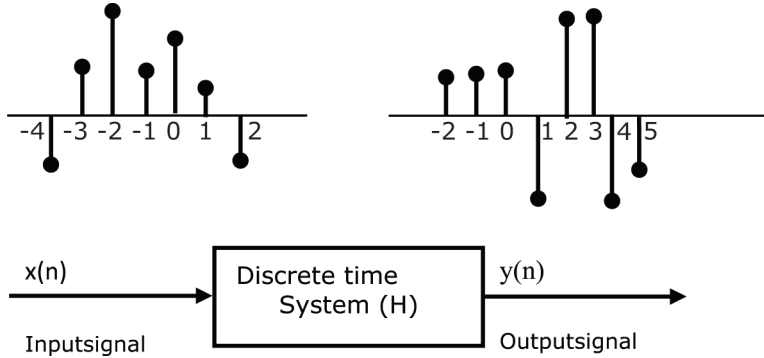 -4 -3 -2 -1 0 1 2
-2 -1 0 1 2 3 4 5
x(n)
Discrete time
System (H)
y(n)
Inputsignal
Outputsignal